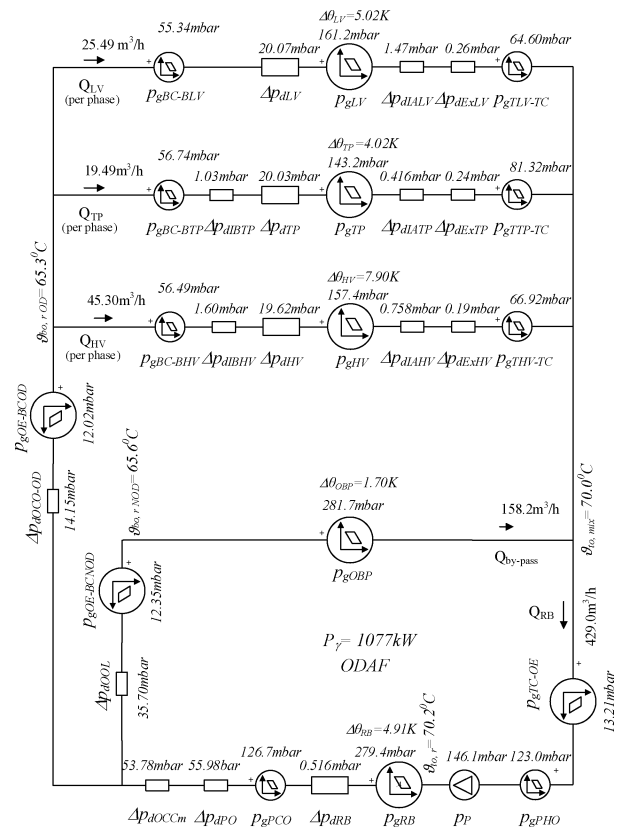 Δθ_LV=5.02K
55.34mbar 161.2mbar 64.60mbar
25.49 m³/h 20.07mbar 1.47mbar 0.26mbar
Q_LV p_gBC-BLV Δp_dLV p_gLV Δp_dIALV Δp_dExLV p_gTLV-TC
(per phase)
Δθ_TP=4.02K
56.74mbar 143.2mbar 81.32mbar
19.49m³/h 1.03mbar 20.03mbar 0.416mbar 0.24mbar
Q_TP p_gBC-BTP Δp_dIBTP Δp_dTP p_gTP Δp_dIATP Δp_dExTP p_gTTP-TC
(per phase)
ϑ_bo, r OD=65.3⁰C
Δθ_HV=7.90K
56.49mbar 157.4mbar 66.92mbar
45.30m³/h 1.60mbar 19.62mbar 0.758mbar 0.19mbar
Q_HV p_gBC-BHV Δp_dIBHV Δp_dHV p_gHV Δp_dIAHV Δp_dExHV p_gTHV-TC
(per phase)
p_gOE-BCOD 12.02mbar
Δp_dOCO-OD 14.15mbar
ϑ_bo, r NOD=65.6⁰C
Δθ_OBP=1.70K
281.7mbar 158.2m³/h
p_gOBP Q_by-pass
ϑ_to, mix=70.0⁰C
p_gOE-BCNOD 12.35mbar
Q_RB 429.0m³/h
P_γ= 1077kW
ODAF
Δp_dOOL 35.70mbar
p_gTC-OE 13.21mbar
Δθ_RB=4.91K
ϑ_to, r=70.2⁰C
53.78mbar 55.98bar 126.7mbar 0.516mbar 279.4mbar 146.1mbar 123.0mbar
Δp_dOCCm Δp_dPO p_gPCO Δp_dRB p_gRB p_P p_gPHO